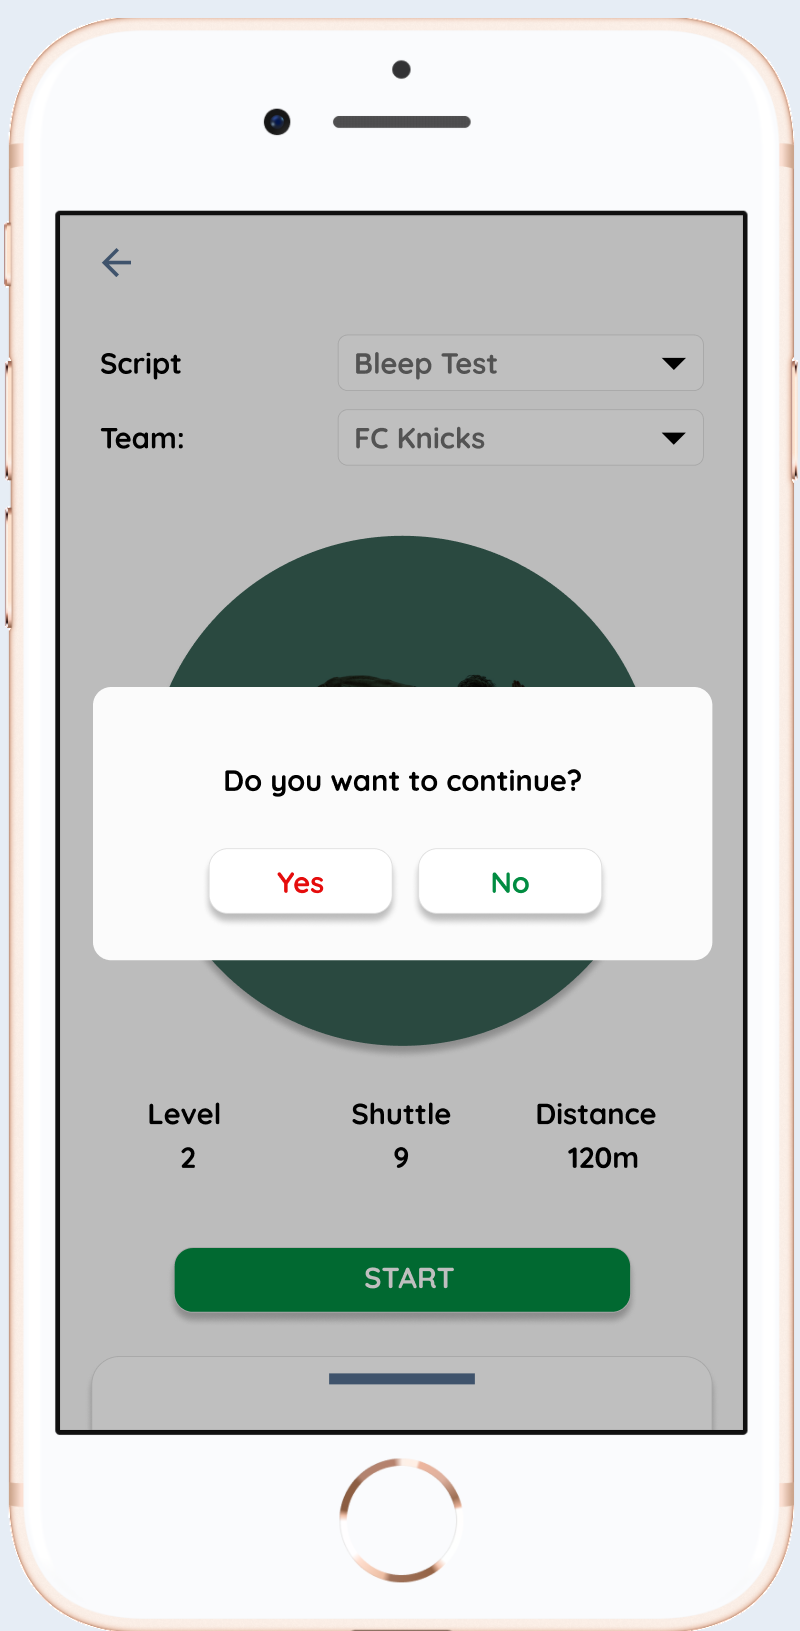 Script
Bleep Test
Team:
FC Knicks
Do you want to continue?
Yes
No
Level
Shuttle
Distance
2
9
120m
START